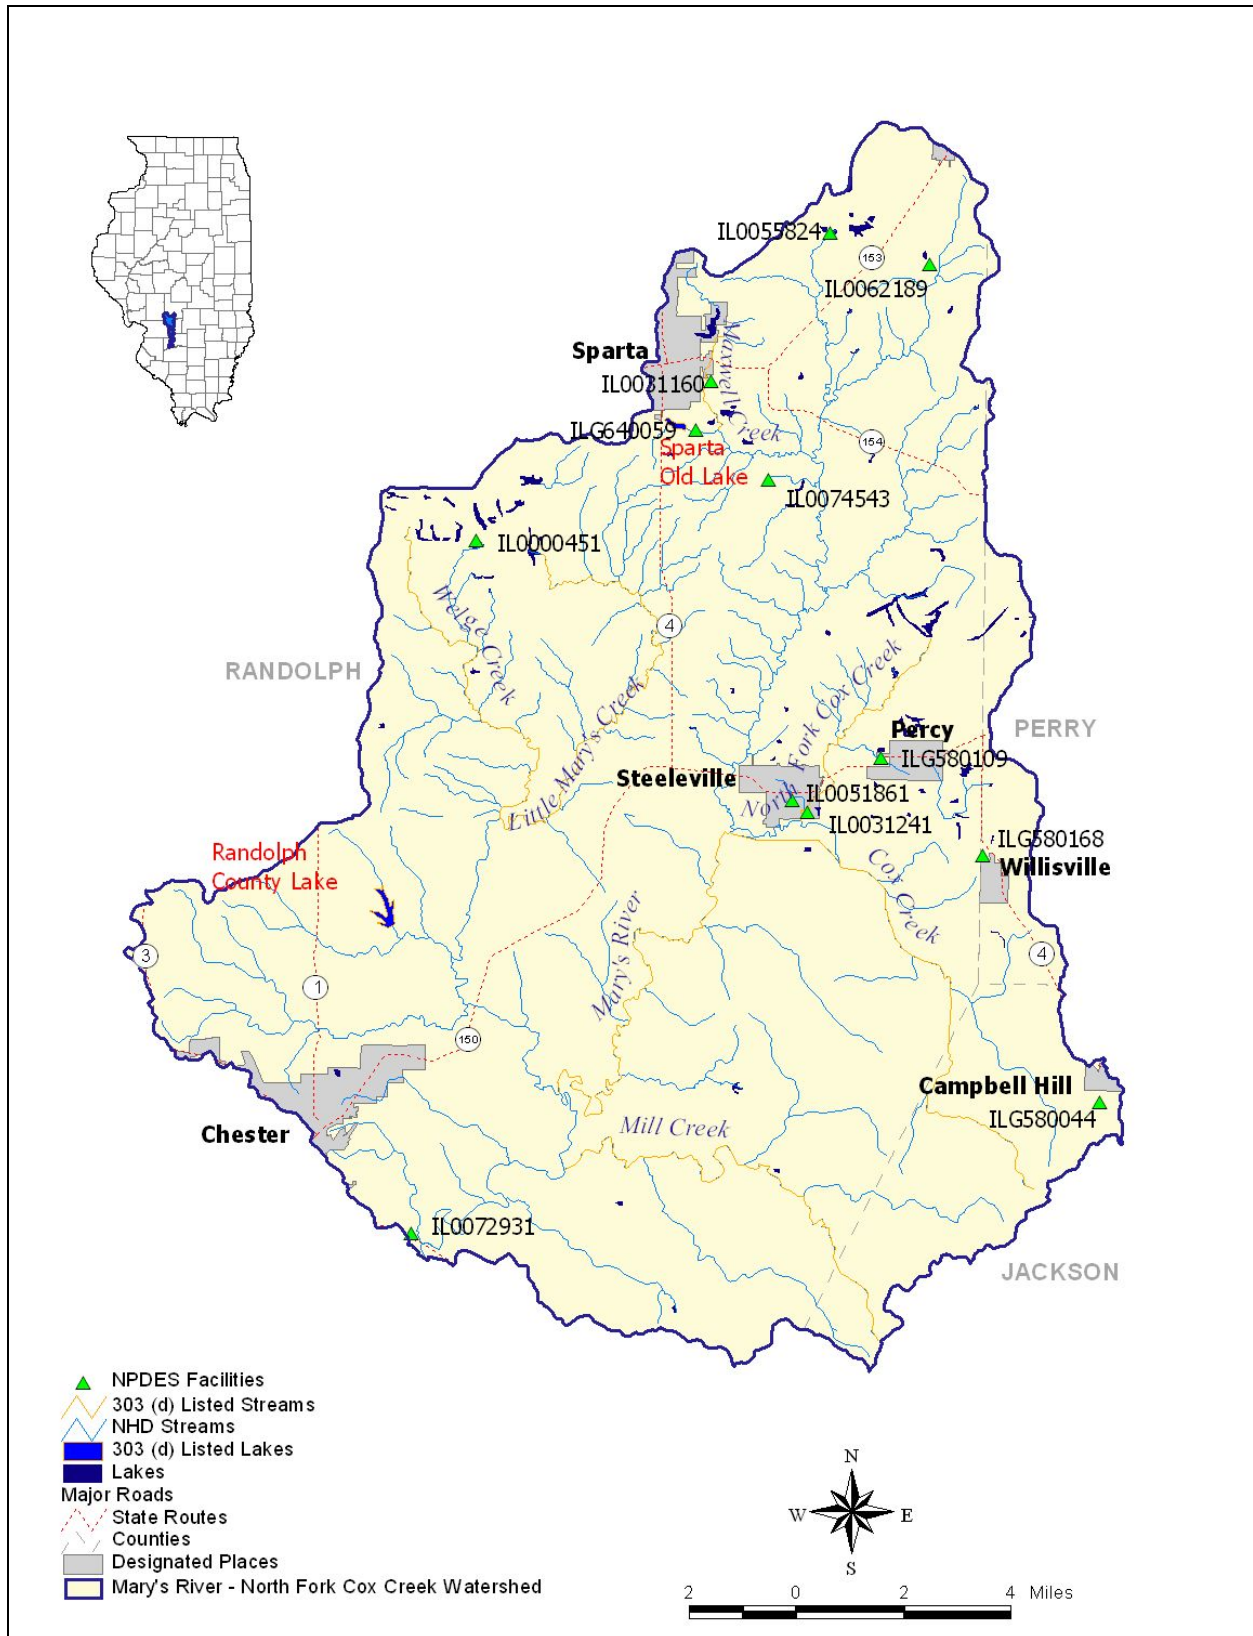 IL0055824
153
IL0062189
Sparta
Maxwell Creek
IL0031160
ILG640059
154
Sparta
Old Lake
IL0074543
IL0000451
Welge Creek
4
RANDOLPH
Little Mary's Creek
North Fork Cox Creek
Percy
PERRY
ILG580109
Steeleville
IL0051861
IL0031241
ILG580168
Willisville
Cox Creek
Randolph
County Lake
Mary's River
3
4
1
150
Campbell Hill
ILG580044
Chester
Mill Creek
IL0072931
JACKSON
NPDES Facilities
303 (d) Listed Streams
NHD Streams
303 (d) Listed Lakes
Lakes
Major Roads
State Routes
Counties
Designated Places
Mary's River - North Fork Cox Creek Watershed
N
W E
S
2 0 2 4 Miles